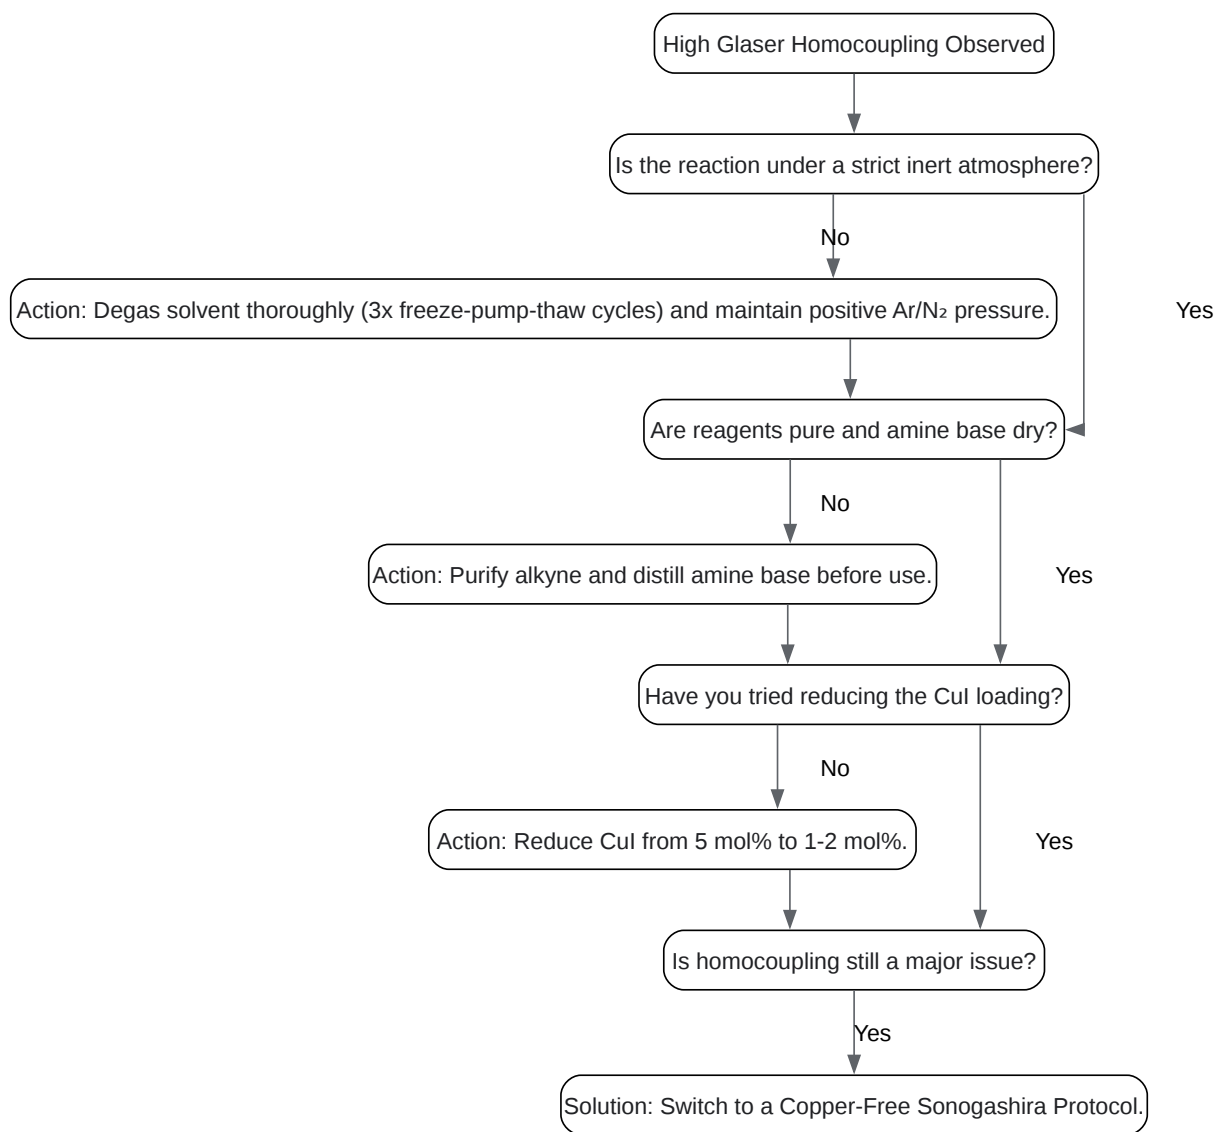 High Glaser Homocoupling Observed
Is the reaction under a strict inert atmosphere?
No
Action: Degas solvent thoroughly (3x freeze-pump-thaw cycles) and maintain positive Ar/N₂ pressure.
Yes
Are reagents pure and amine base dry?
No
Action: Purify alkyne and distill amine base before use.
Yes
Have you tried reducing the CuI loading?
No
Action: Reduce CuI from 5 mol% to 1-2 mol%.
Yes
Is homocoupling still a major issue?
Yes
Solution: Switch to a Copper-Free Sonogashira Protocol.